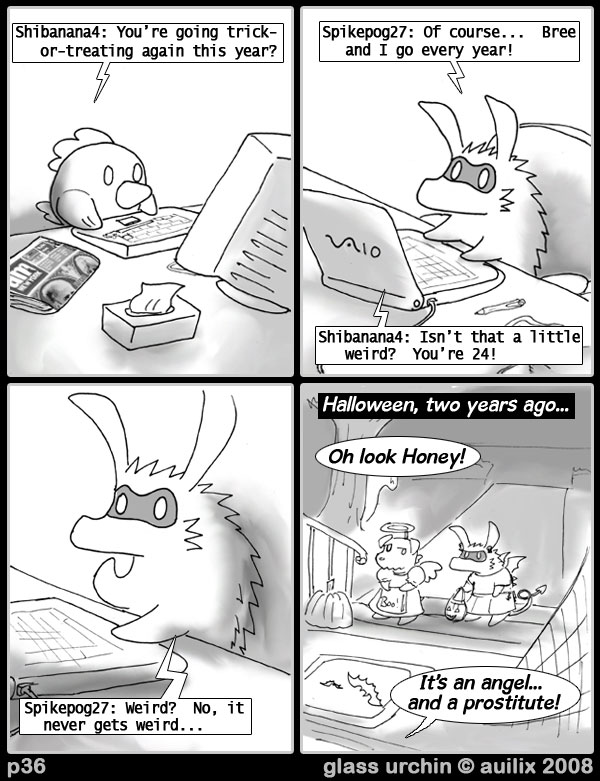 Shibanana4: You're going trick-
or-treating again this year?
Spikepog27: Of course... Bree
and I go every year!
VAIO
Shibanana4: Isn't that a little
weird? You're 24!
Spikepog27: Weird? No, it
never gets weird...
Halloween, two years ago...
Oh look Honey!
Boo!
It's an angel...
and a prostitute!
p36
glass urchin © auilix 2008